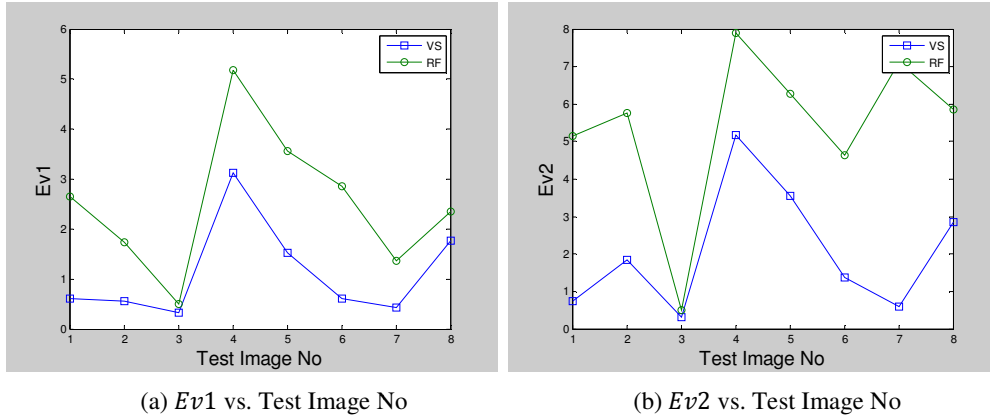 6
5
4
3
2
1
0
Ev1
1 2 3 4 5 6 7 8
Test Image No
VS
RF
(a) Ev1 vs. Test Image No
8
7
6
5
4
3
2
1
0
Ev2
1 2 3 4 5 6 7 8
Test Image No
VS
RF
(b) Ev2 vs. Test Image No